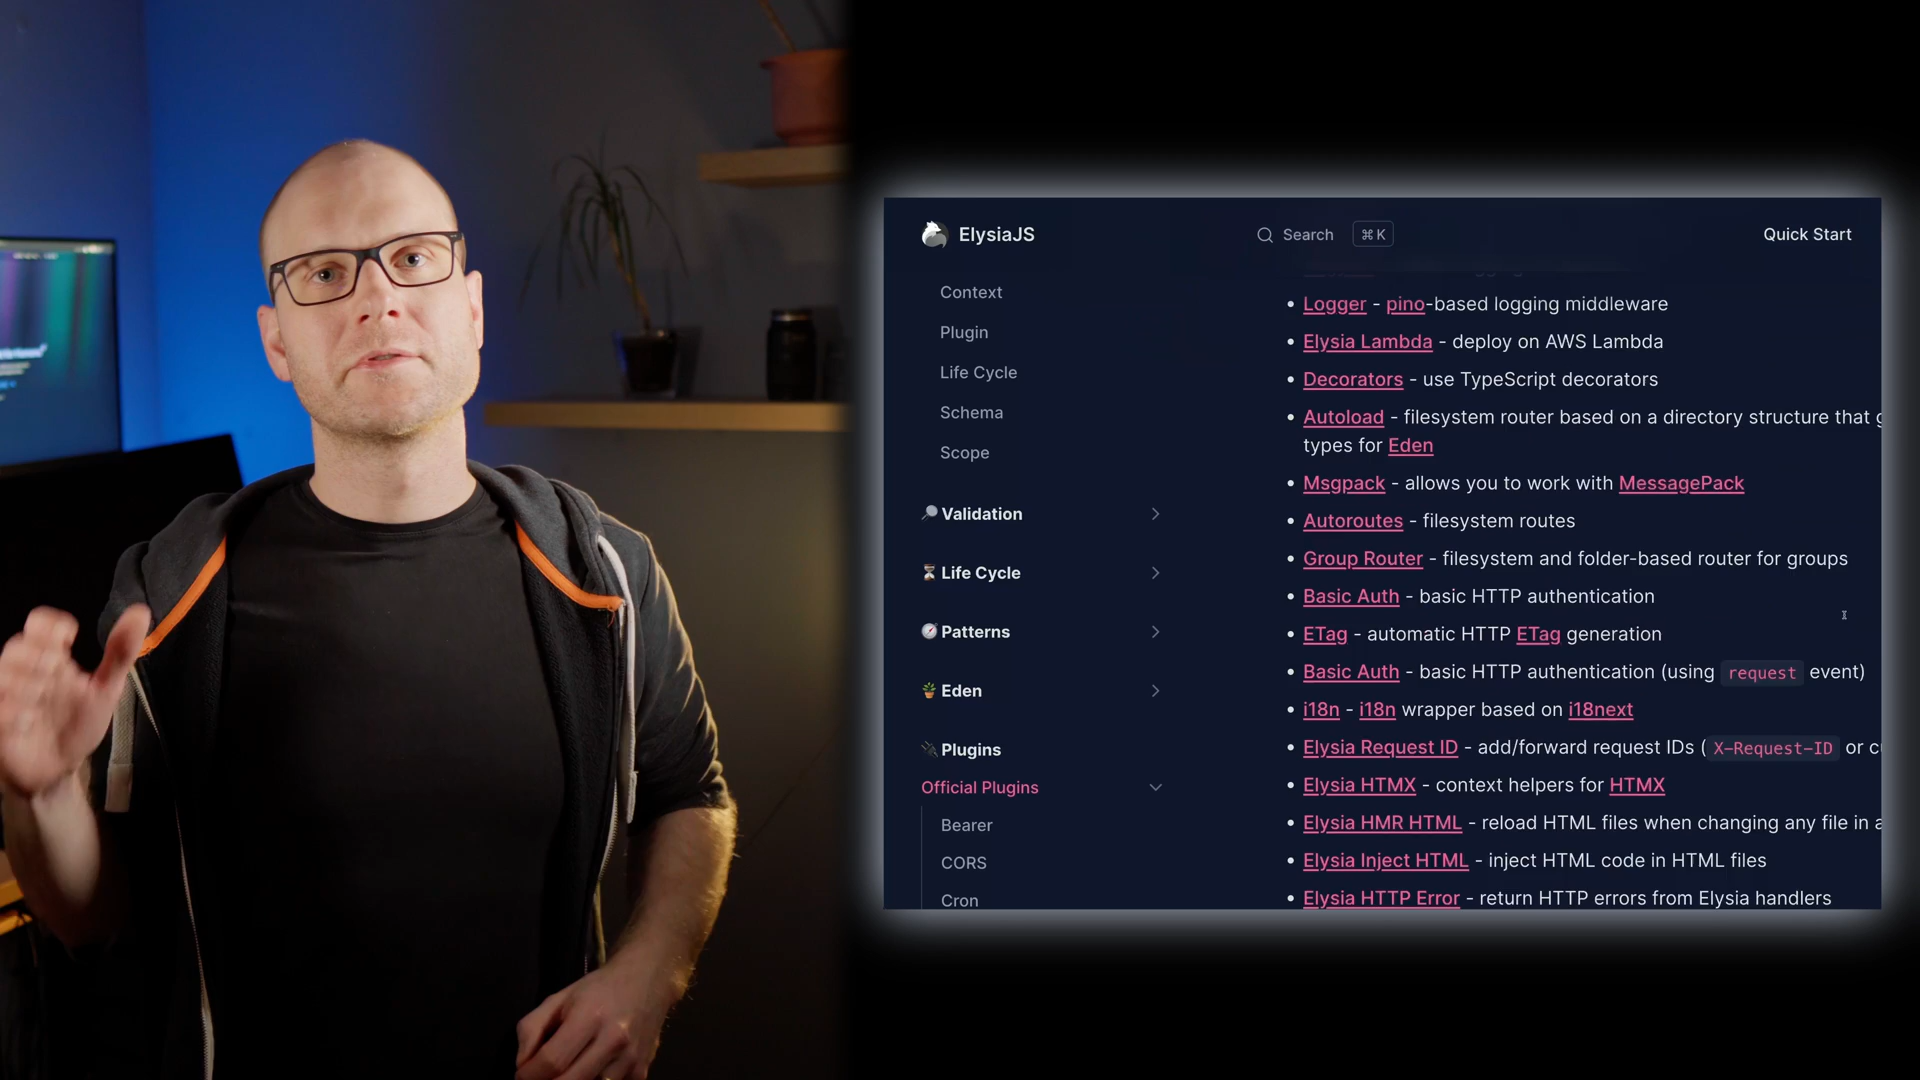 ElysiaJS
Search
⌘ K
Quick Start
Context
Plugin
Life Cycle
Schema
Scope
Validation
Life Cycle
Patterns
Eden
Plugins
Official Plugins
Bearer
CORS
Cron
• Logger - pino-based logging middleware
• Elysia Lambda - deploy on AWS Lambda
• Decorators - use TypeScript decorators
• Autoload - filesystem router based on a directory structure that
types for Eden
• Msgpack - allows you to work with MessagePack
• Autoroutes - filesystem routes
• Group Router - filesystem and folder-based router for groups
• Basic Auth - basic HTTP authentication
• ETag - automatic HTTP ETag generation
• Basic Auth - basic HTTP authentication (using request event)
• i18n - i18n wrapper based on i18next
• Elysia Request ID - add/forward request IDs (X-Request-ID or
• Elysia HTMX - context helpers for HTMX
• Elysia HMR HTML - reload HTML files when changing any file in
• Elysia Inject HTML - inject HTML code in HTML files
• Elysia HTTP Error - return HTTP errors from Elysia handlers